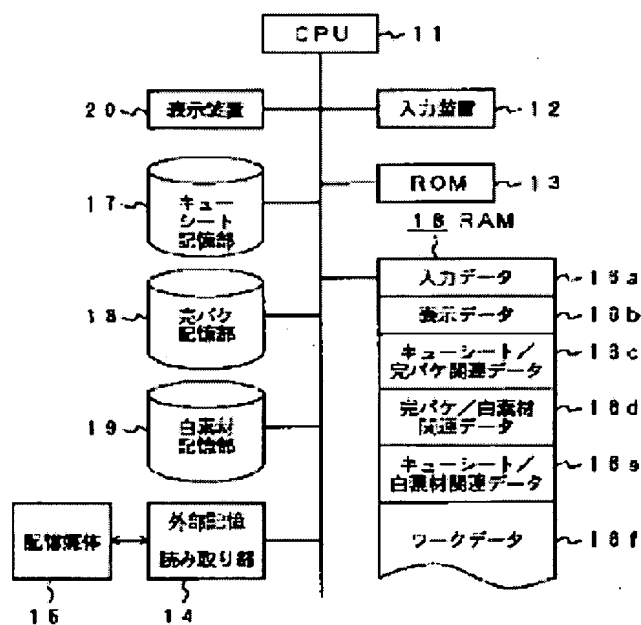 CPU 11
20 表示装置
入力装置 12
17 キュー
シート
記憶部
ROM 13
16 RAM
入力データ 16a
表示データ 16b
キューシート/
完パケ関連データ 16c
完パケ/白素材
関連データ 16d
キューシート/
白素材関連データ 16e
ワークデータ 16f
18 完パケ
記憶部
19 白素材
記憶部
記憶媒体
15
外部記憶
読み取り部
14